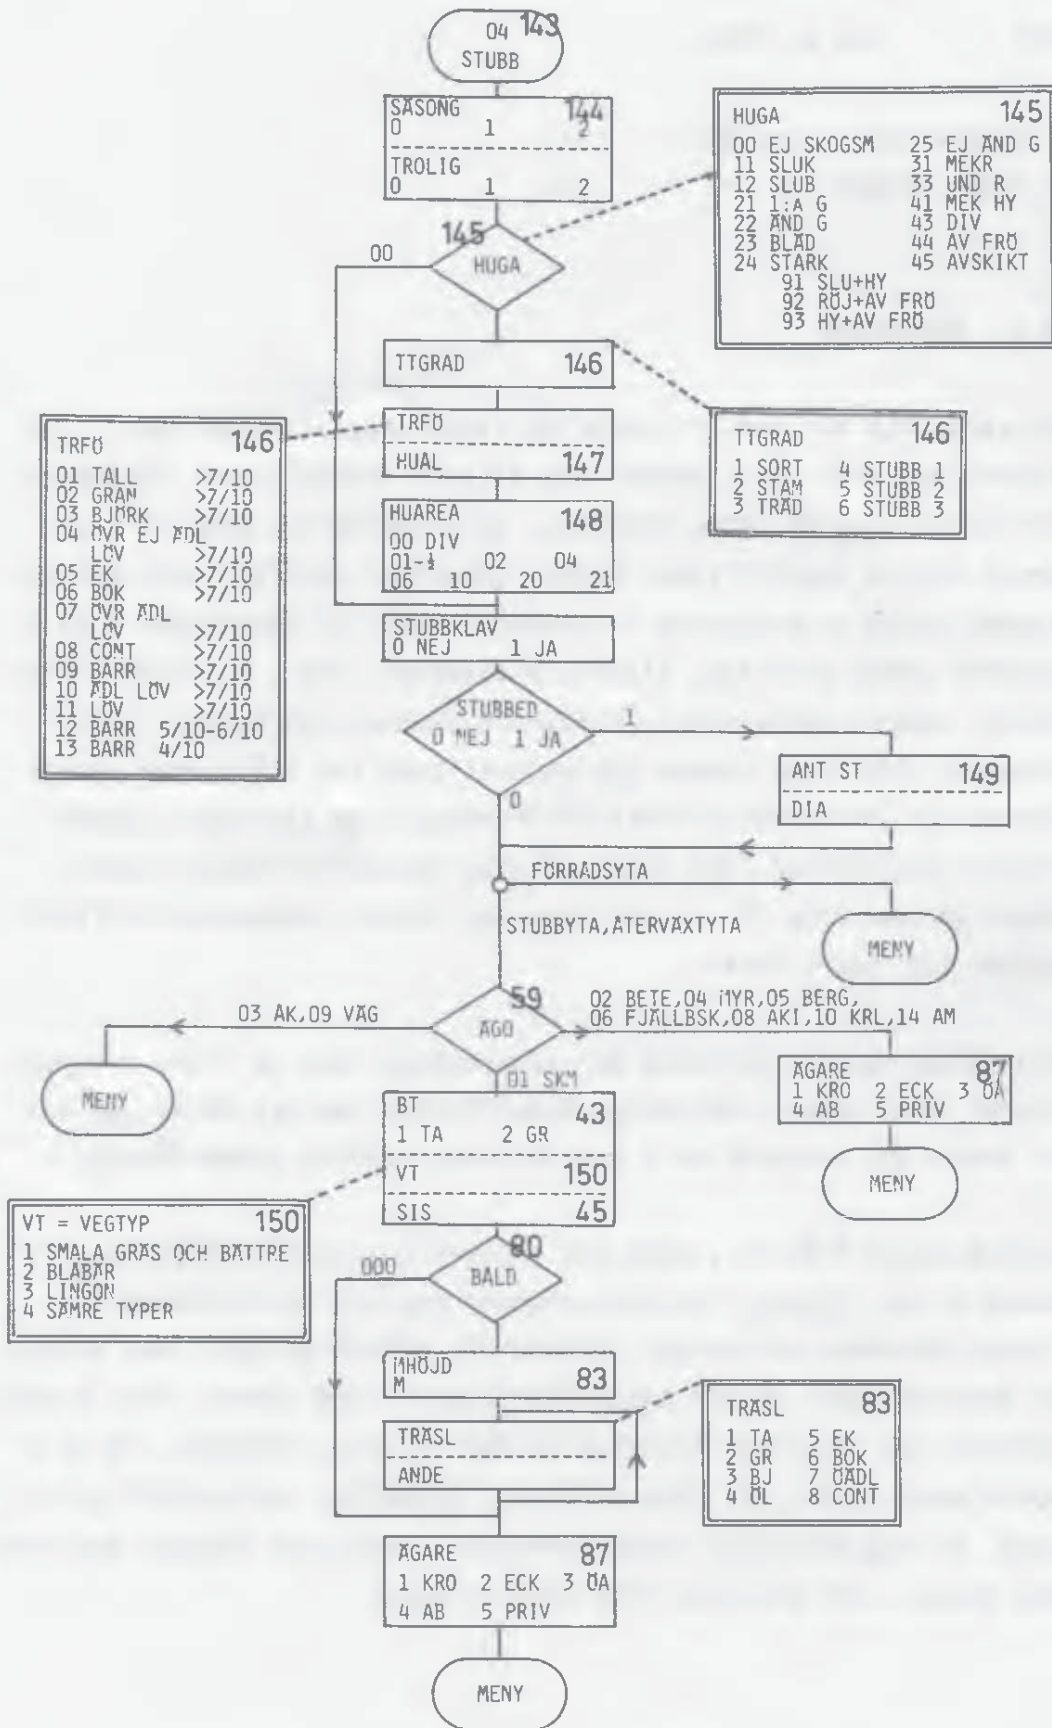 04 143
STUBB
SÄSONG 144
0 1 2
TROLIG
0 1 2
HUGA 145
00 EJ SKOGSM 25 EJ ÄND G
11 SLUK 31 MEKR
12 SLUB 33 UND R
21 1:A G 41 MEK HY
22 ÄND G 43 DIV
23 BLÄD 44 AV FRÖ
24 STARK 45 AVSKIKT
91 SLU+HY
92 RÖJ+AV FRÖ
93 HY+AV FRÖ
145
00
HUGA
TTGRAD 146
TRFÖ
HUAL 147
TTGRAD 146
1 SORT 4 STUBB 1
2 STAM 5 STUBB 2
3 TRÄD 6 STUBB 3
TRFÖ 146
01 TALL >7/10
02 GRAN >7/10
03 BJÖRK >7/10
04 ÖVR EJ ÄDL
LÖV >7/10
05 EK >7/10
06 BOK >7/10
07 ÖVR ÄDL
LÖV >7/10
08 CONT >7/10
09 BARR >7/10
10 ÄDL LÖV >7/10
11 LÖV >7/10
12 BARR 5/10-6/10
13 BARR 4/10
HUAREA 148
00 DIV
01- 02 04
06 10 20 21
STUBBKLAV
0 NEJ 1 JA
STUBBED
0 NEJ 1 JA
1
0
ANT ST 149
DIA
FÖRRÅDSYTA
MENY
STUBBYTA,ÅTERVÄXTYTA
59
ÄGO
03 ÅK,09 VÄG
MENY
02 BETE,04 MYR,05 BERG,
06 FJÄLLBSK,08 AKI,10 KRL,14 AM
ÄGARE 87
1 KRO 2 ECK 3 ÖA
4 AB 5 PRIV
MENY
01 SKM
BT 43
1 TA 2 GR
VT 150
SIS 45
VT = VEGTYP 150
1 SMALA GRÄS OCH BÄTTRE
2 BLÅBÄR
3 LINGON
4 SÄMRE TYPER
80
000
BALD
MHÖJD
M 83
TRÄSL
ANDE
TRÄSL 83
1 TA 5 EK
2 GR 6 BOK
3 BJ 7 ÖÄDL
4 ÖL 8 CONT
ÄGARE 87
1 KRO 2 ECK 3 ÖA
4 AB 5 PRIV
MENY